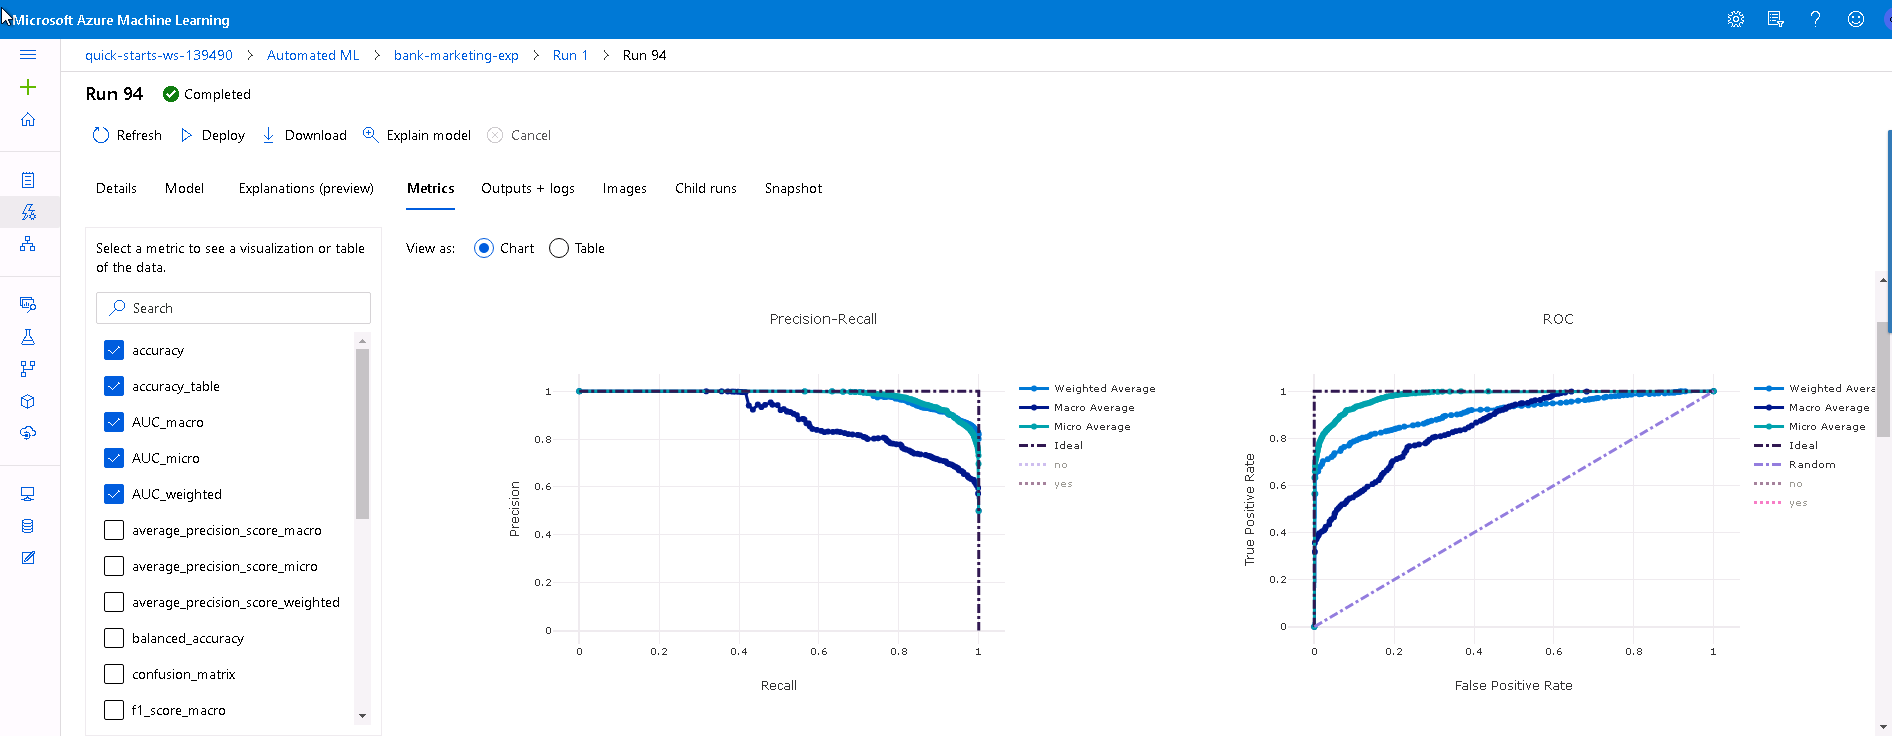 Microsoft Azure Machine Learning
quick-starts-ws-139490 > Automated ML > bank-marketing-exp > Run 1 > Run 94
Run 94 Completed
Refresh Deploy Download Explain model Cancel
Details Model Explanations (preview) Metrics Outputs + logs Images Child runs Snapshot
Select a metric to see a visualization or table
of the data.
Search
accuracy
accuracy_table
AUC_macro
AUC_micro
AUC_weighted
average_precision_score_macro
average_precision_score_micro
average_precision_score_weighted
balanced_accuracy
confusion_matrix
f1_score_macro
View as: Chart Table
Precision-Recall
1
0.8
0.6
0.4
0.2
0
Precision
0 0.2 0.4 0.6 0.8 1
Recall
Weighted Average
Macro Average
Micro Average
Ideal
no
yes
ROC
1
0.8
0.6
0.4
0.2
0
True Positive Rate
0 0.2 0.4 0.6 0.8 1
False Positive Rate
Weighted Avera
Macro Average
Micro Average
Ideal
Random
no
yes